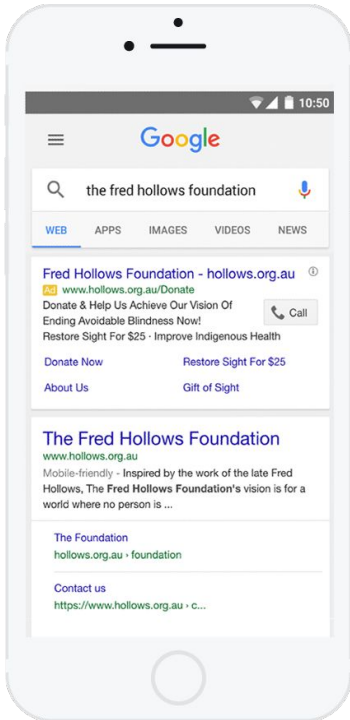 10:50
Google
the fred hollows foundation
WEB APPS IMAGES VIDEOS NEWS
Fred Hollows Foundation - hollows.org.au
Ad www.hollows.org.au/Donate
Donate & Help Us Achieve Our Vision Of
Ending Avoidable Blindness Now!
Call
Restore Sight For $25 · Improve Indigenous Health
Donate Now Restore Sight For $25
About Us Gift of Sight
The Fred Hollows Foundation
www.hollows.org.au
Mobile-friendly - Inspired by the work of the late Fred
Hollows, The Fred Hollows Foundation's vision is for a
world where no person is ...
The Foundation
hollows.org.au › foundation
Contact us
https://www.hollows.org.au › c...